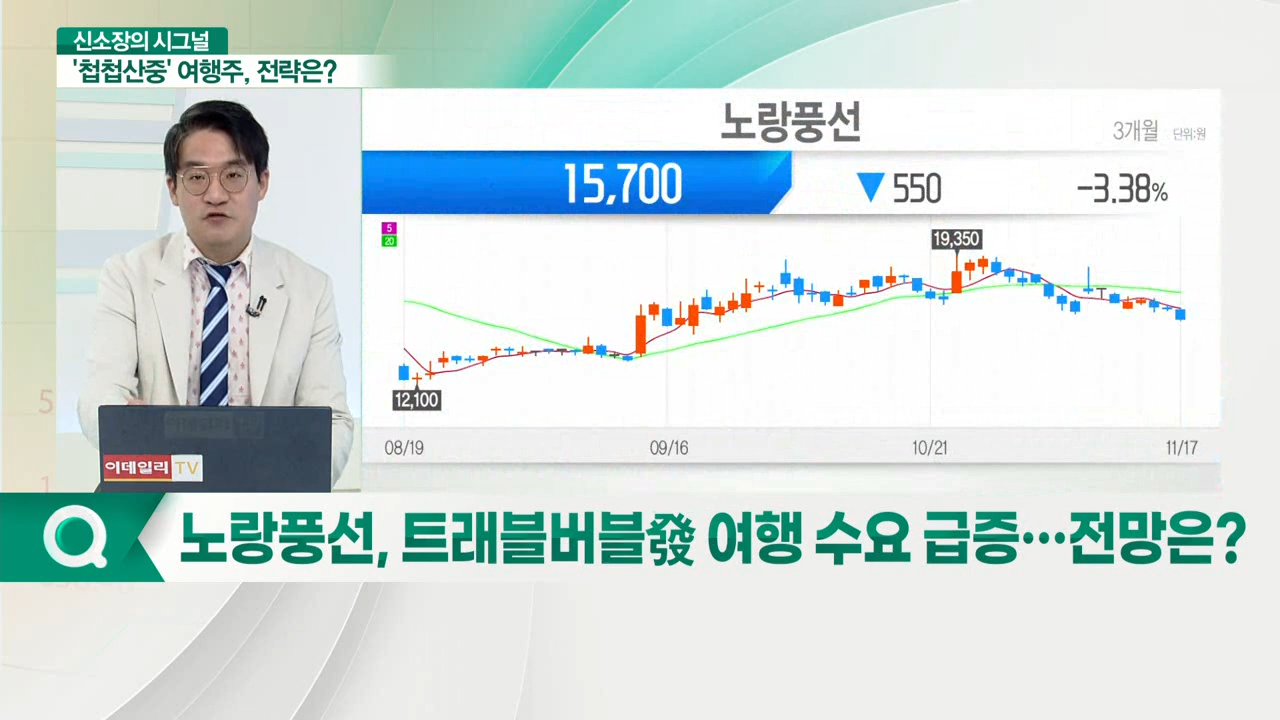 신소장의 시그널
'첩첩산중' 여행주, 전략은?
노랑풍선
3개월 단위:원
15,700 ▼550 -3.38%
5
20
19,350
12,100
08/19 09/16 10/21 11/17
이데일리 TV
노랑풍선, 트래블버블發 여행 수요 급증…전망은?